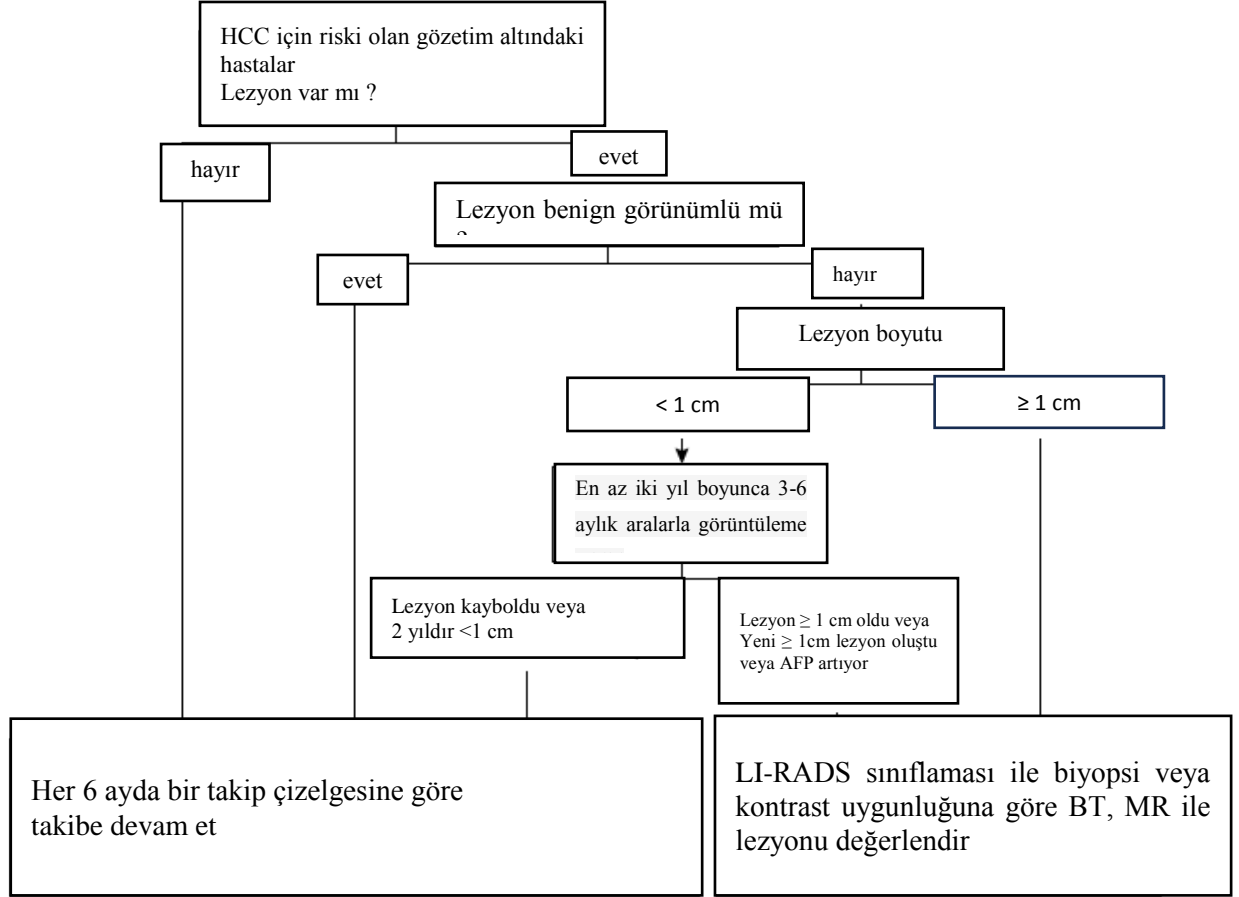 HCC için riski olan gözetim altındaki
hastalar
Lezyon var mı ?
hayır
evet
Lezyon benign görünümlü mü
evet
hayır
Lezyon boyutu
< 1 cm
≥ 1 cm
En az iki yıl boyunca 3-6
aylık aralarla görüntüleme
Lezyon kayboldu veya
2 yıldır <1 cm
Lezyon ≥ 1 cm oldu veya
Yeni ≥ 1cm lezyon oluştu
veya AFP artıyor
Her 6 ayda bir takip çizelgesine göre
takibe devam et
LI-RADS sınıflaması ile biyopsi veya
kontrast uygunluğuna göre BT, MR ile
lezyonu değerlendir